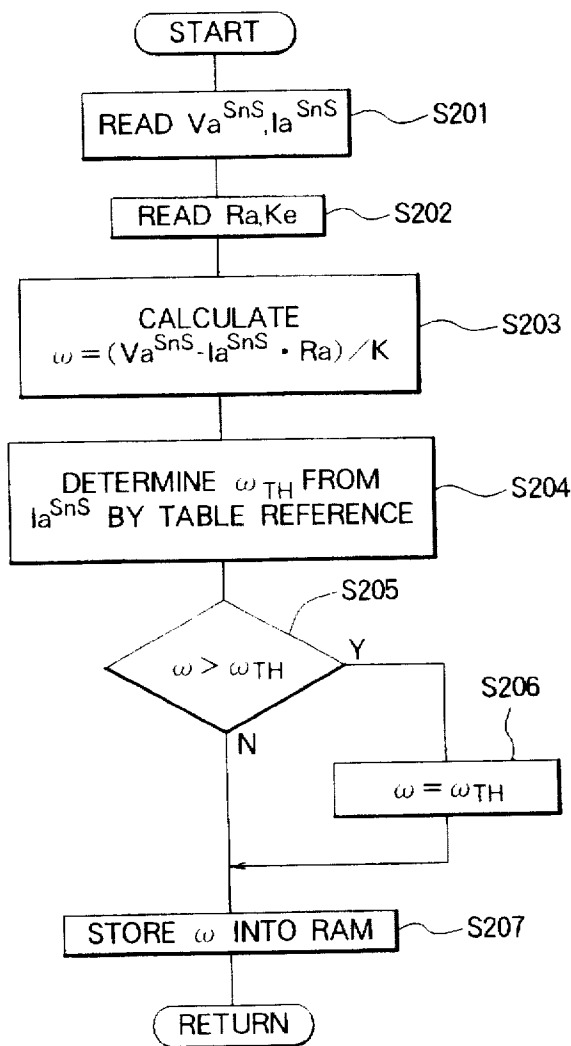 START
READ Va^SnS, Ia^SnS
S201
READ Ra, Ke
S202
CALCULATE
ω = (Va^SnS - Ia^SnS · Ra) / K
S203
DETERMINE ω_TH FROM
Ia^SnS BY TABLE REFERENCE
S204
S205
ω > ω_TH
Y
N
S206
ω = ω_TH
STORE ω INTO RAM
S207
RETURN